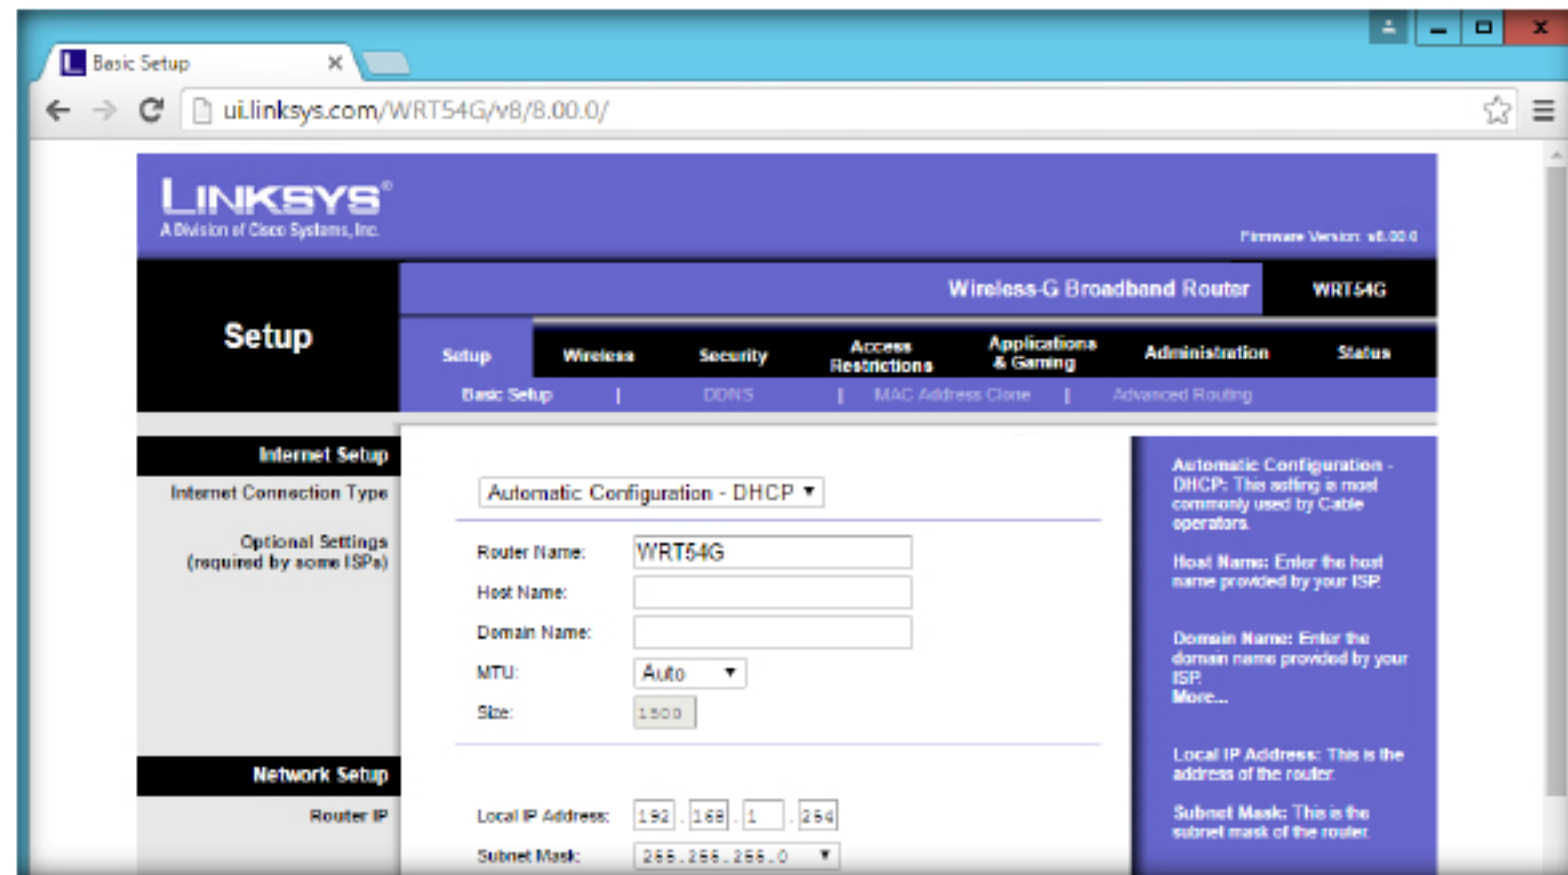 Basic Setup
ui.linksys.com/WRT54G/v8/8.00.0/
LINKSYS®
A Division of Cisco Systems, Inc.
Firmware Version: v8.00.0
Wireless-G Broadband Router
WRT54G
Setup
Setup
Wireless
Security
Access Restrictions
Applications & Gaming
Administration
Status
Basic Setup | DDNS | MAC Address Clone | Advanced Routing
Internet Setup
Internet Connection Type
Automatic Configuration - DHCP
Optional Settings
(required by some ISPs)
Router Name: WRT54G
Host Name:
Domain Name:
MTU: Auto
Size: 1500
Network Setup
Router IP
Local IP Address: 192 . 168 . 1 . 254
Subnet Mask: 255.255.255.0
Automatic Configuration -
DHCP: This setting is most
commonly used by Cable
operators.
Host Name: Enter the host
name provided by your ISP.
Domain Name: Enter the
domain name provided by your
ISP.
More...
Local IP Address: This is the
address of the router.
Subnet Mask: This is the
subnet mask of the router.